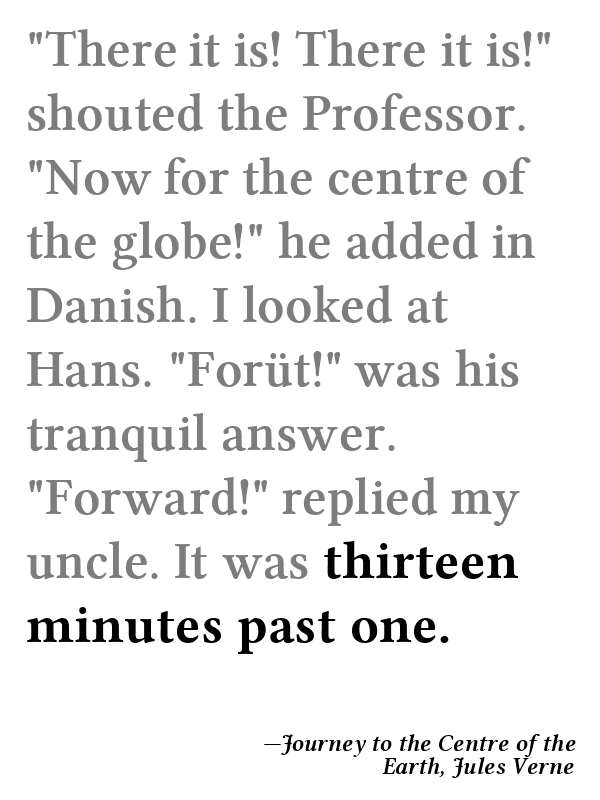 "There it is! There it is!"
shouted the Professor.
"Now for the centre of
the globe!" he added in
Danish. I looked at
Hans. "Forüt!" was his
tranquil answer.
"Forward!" replied my
uncle. It was thirteen
minutes past one.
—Journey to the Centre of the
Earth, Jules Verne